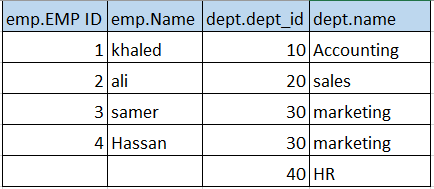 emp.EMP ID emp.Name dept.dept_id dept.name
1 khaled 10 Accounting
2 ali 20 sales
3 samer 30 marketing
4 Hassan 30 marketing
40 HR